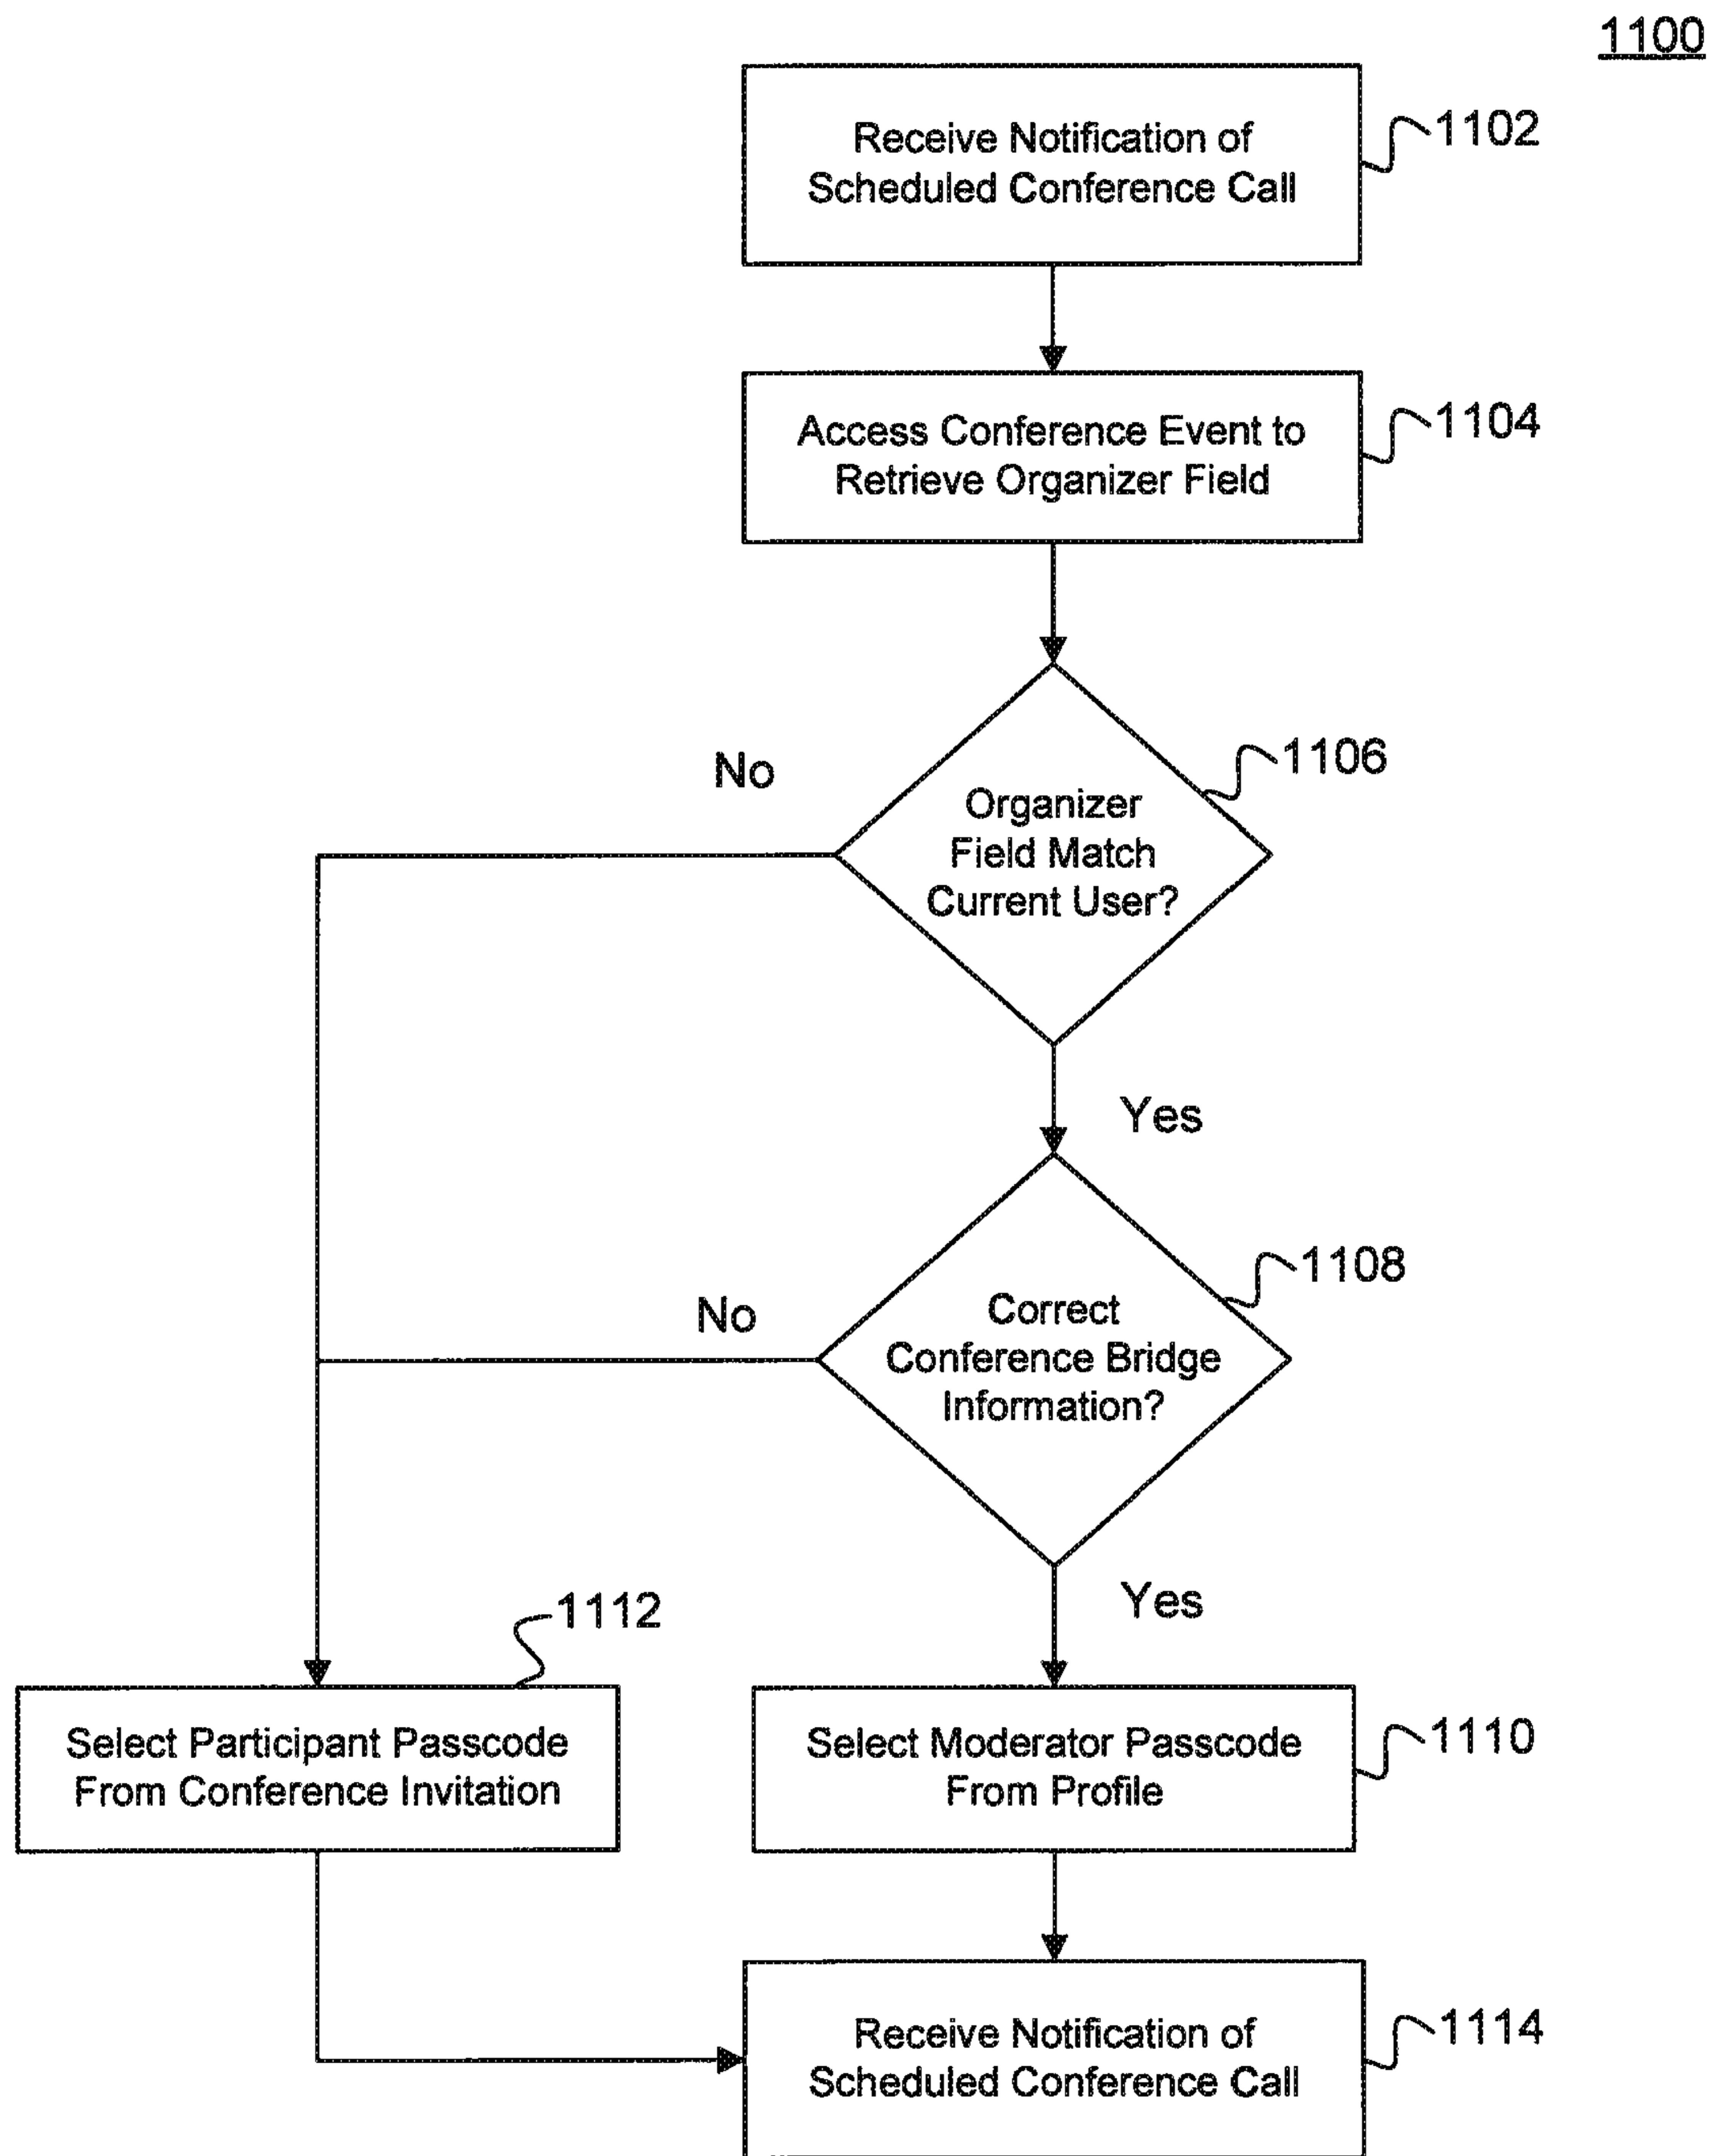 1100
Receive Notification of
Scheduled Conference Call
1102
Access Conference Event to
Retrieve Organizer Field
1104
No
1106
Organizer
Field Match
Current User?
Yes
1108
No
Correct
Conference Bridge
Information?
Yes
1112
Select Participant Passcode
From Conference Invitation
Select Moderator Passcode
From Profile
1110
Receive Notification of
Scheduled Conference Call
1114